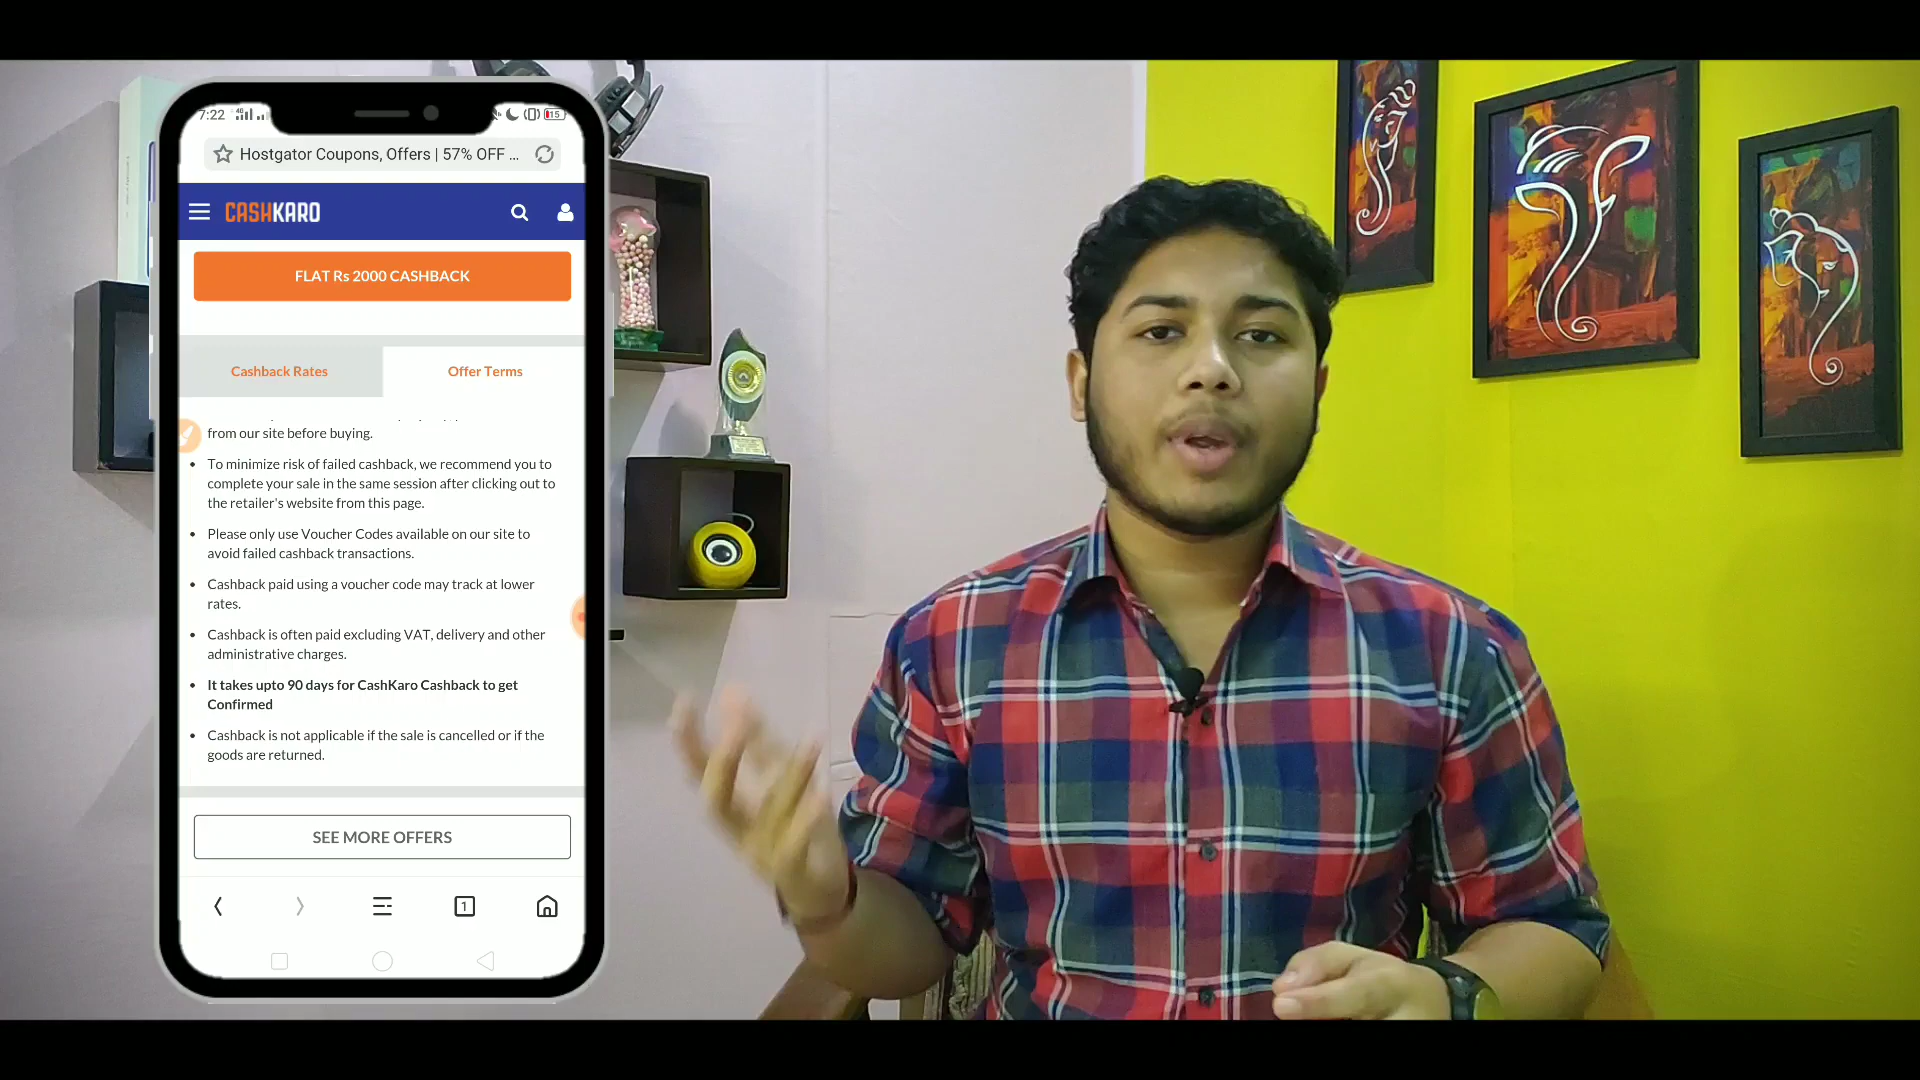 7:22
15
Hostgator Coupons, Offers | 57% OFF ...
CASHKARO
FLAT Rs 2000 CASHBACK
Cashback Rates
Offer Terms
from our site before buying.
• To minimize risk of failed cashback, we recommend you to
complete your sale in the same session after clicking out to
the retailer's website from this page.
• Please only use Voucher Codes available on our site to
avoid failed cashback transactions.
• Cashback paid using a voucher code may track at lower
rates.
• Cashback is often paid excluding VAT, delivery and other
administrative charges.
• It takes upto 90 days for CashKaro Cashback to get
Confirmed
• Cashback is not applicable if the sale is cancelled or if the
goods are returned.
SEE MORE OFFERS
1